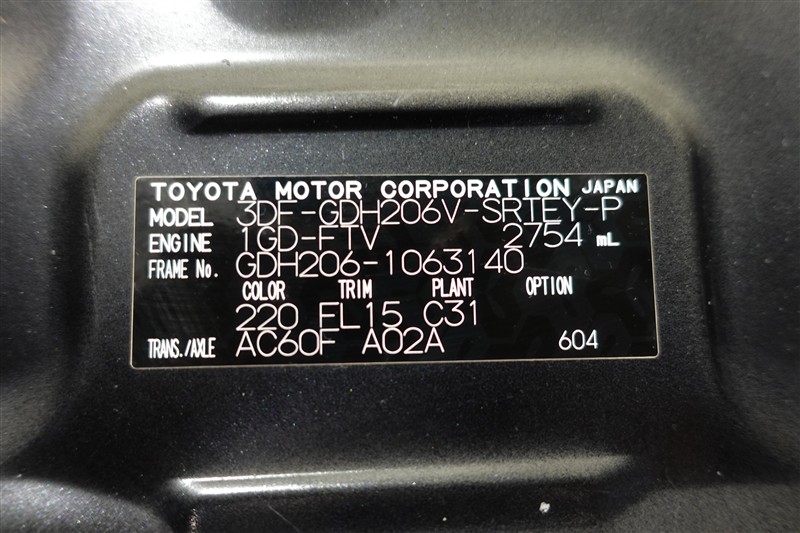 TOYOTA MOTOR CORPORATION JAPAN
MODEL 3DF-GDH206V-SRTEY-P
ENGINE 1GD-FTV 2754 mL
FRAME No. GDH206-1063140
COLOR TRIM PLANT OPTION
220 FL15 C31
TRANS./AXLE AC60F A02A 604